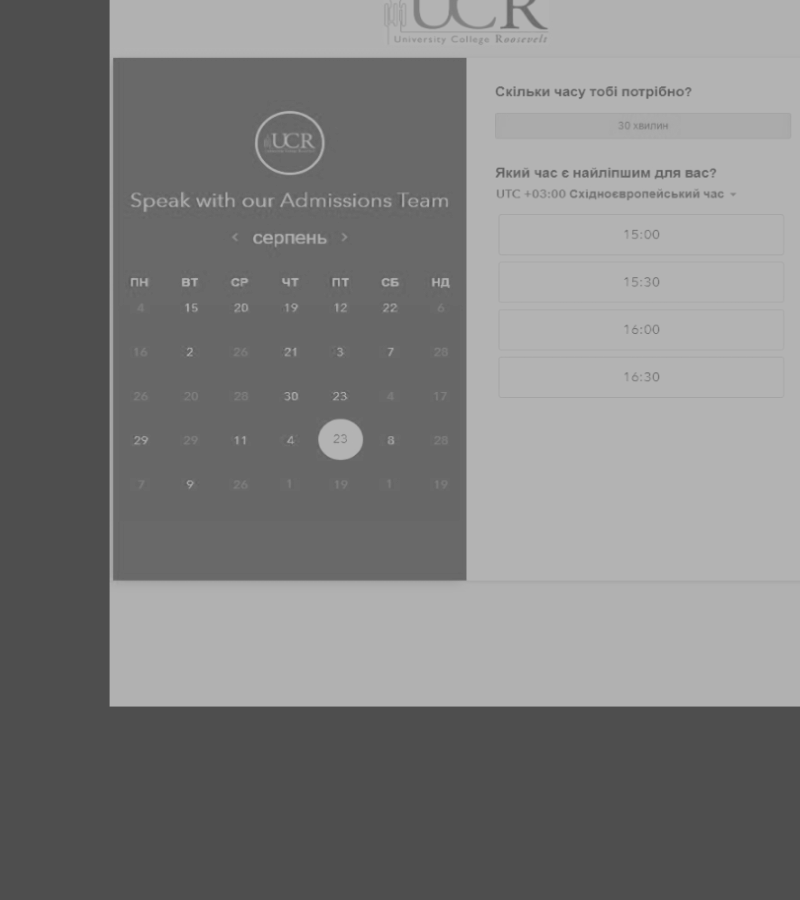 UCR
University College Roosevelt
UCR
Speak with our Admissions Team
‹ серпень ›
ПН ВТ СР ЧТ ПТ СБ НД
4 15 20 19 12 22 6
16 2 26 21 3 7 28
26 20 28 30 23 4 17
29 29 11 4 23 8 28
7 9 26 1 19 1 19
Скільки часу тобі потрібно?
30 хвилин
Який час є найліпшим для вас?
UTC +03:00 Східноєвропейський час
15:00
15:30
16:00
16:30